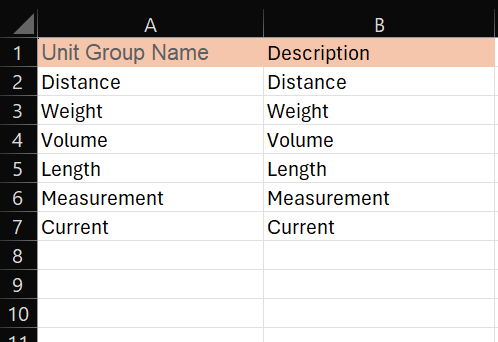 A B
1 Unit Group Name Description
2 Distance Distance
3 Weight Weight
4 Volume Volume
5 Length Length
6 Measurement Measurement
7 Current Current
8
9
10
11